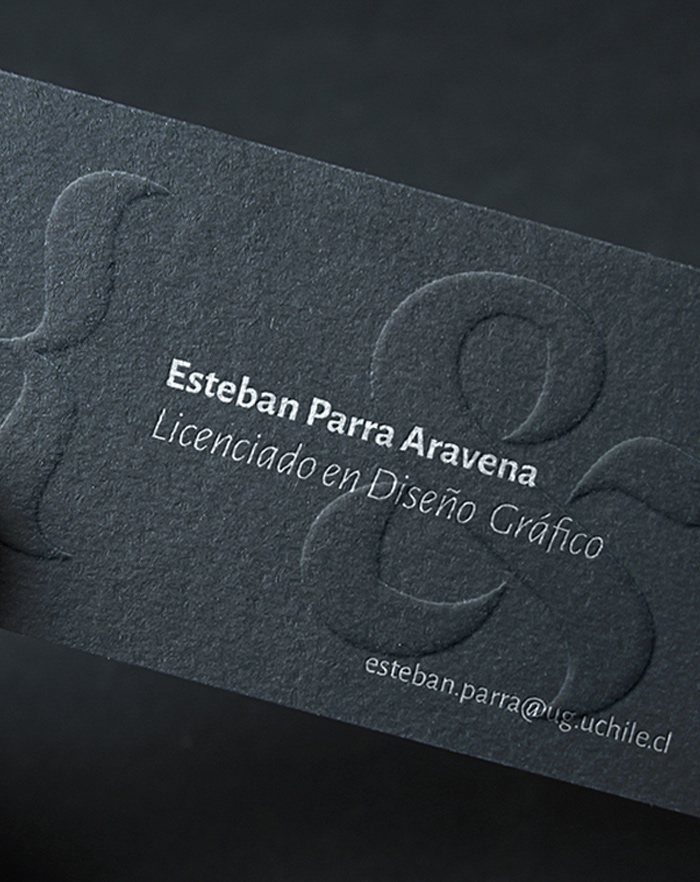 { &
Esteban Parra Aravena
Licenciado en Diseño Gráfico
esteban.parra@ug.uchile.cl